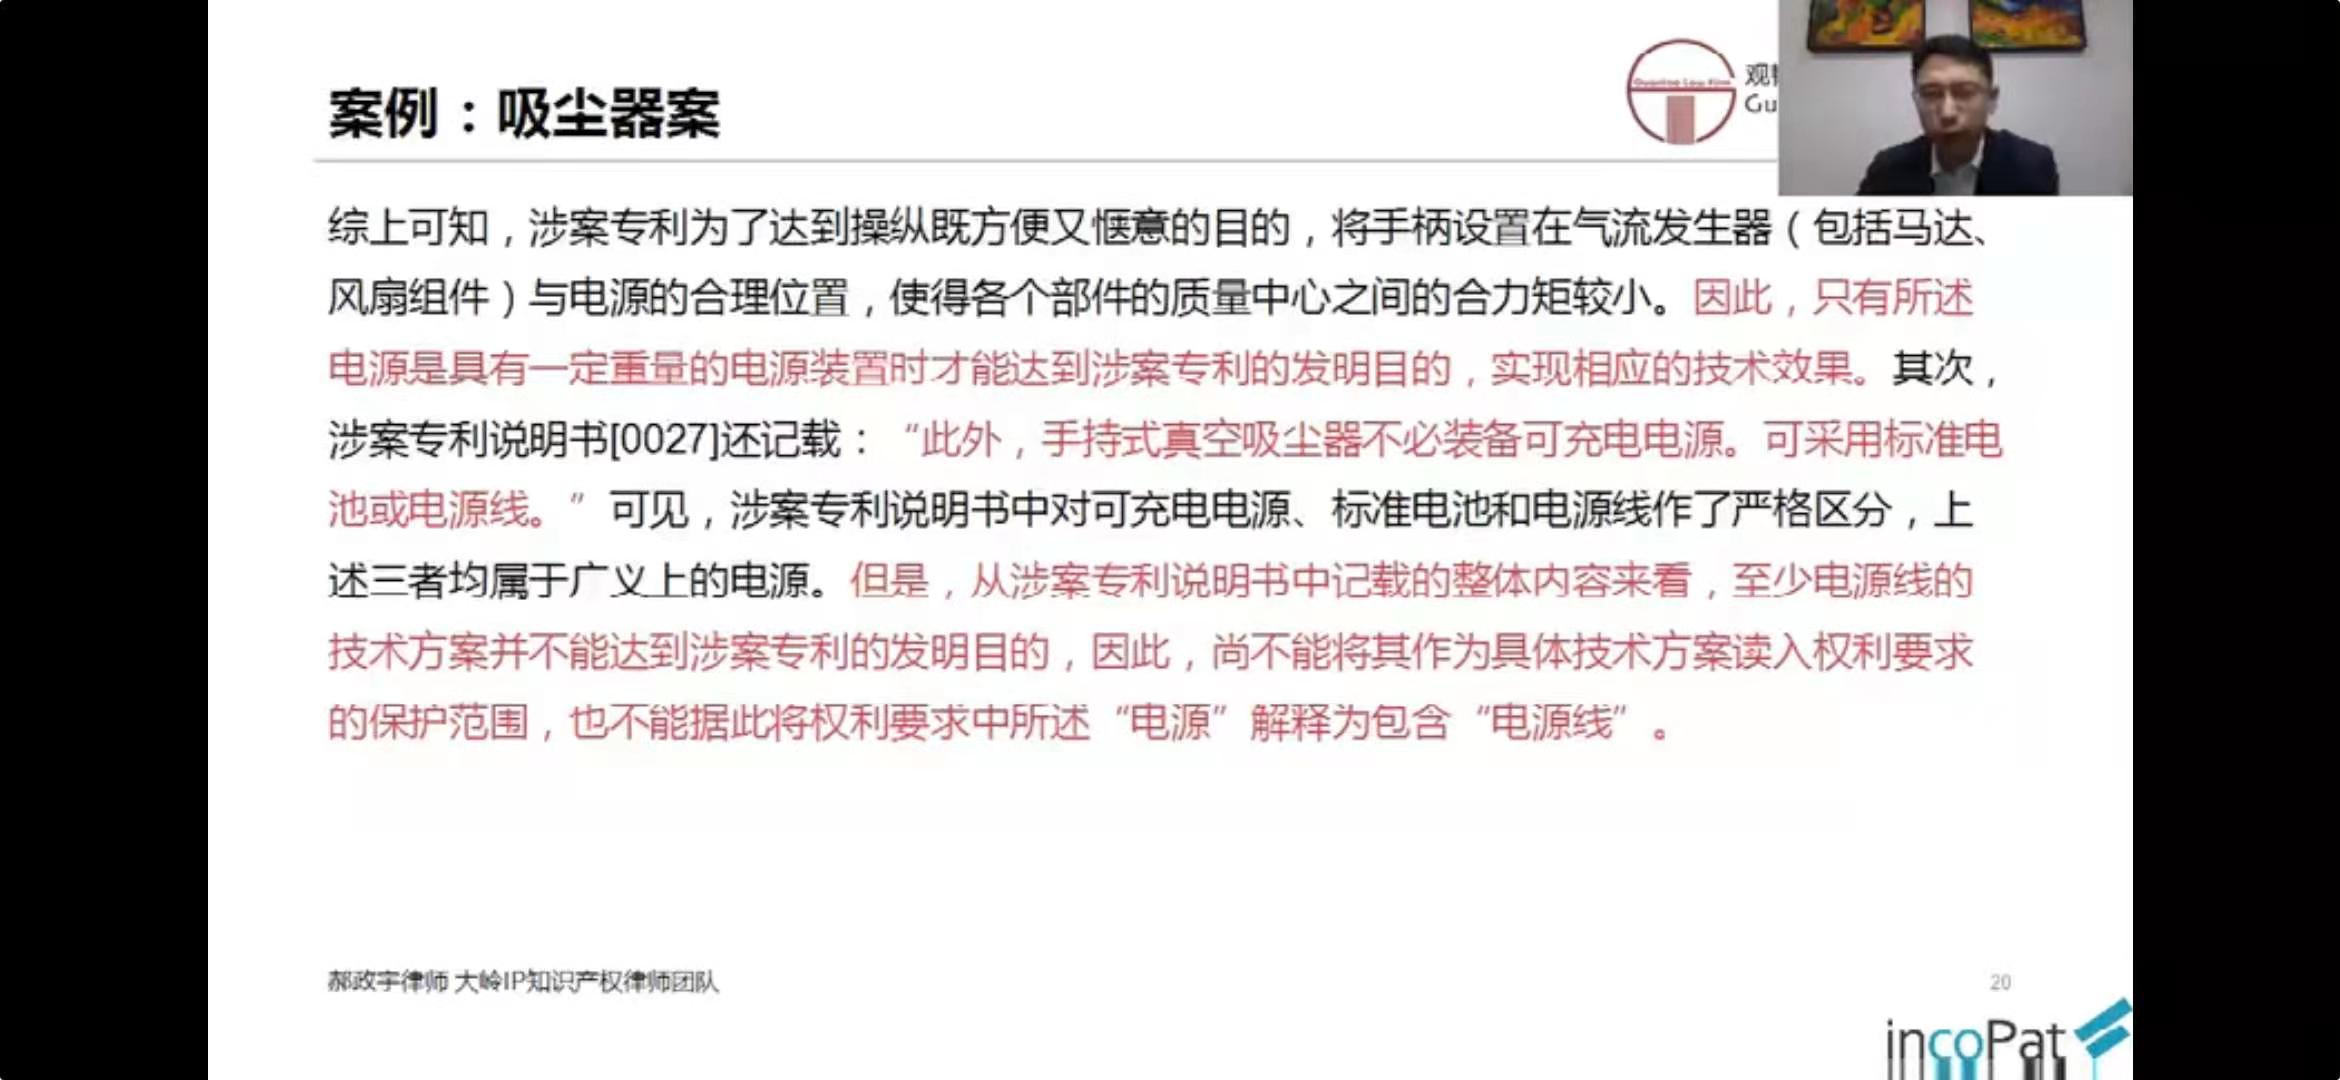 案例：吸尘器案
Guantao Law Firm
观
Gu
综上可知，涉案专利为了达到操纵既方便又惬意的目的，将手柄设置在气流发生器（包括马达、
风扇组件）与电源的合理位置，使得各个部件的质量中心之间的合力矩较小。因此，只有所述
电源是具有一定重量的电源装置时才能达到涉案专利的发明目的，实现相应的技术效果。其次，
涉案专利说明书[0027]还记载：“此外，手持式真空吸尘器不必装备可充电电源。可采用标准电
池或电源线。”可见，涉案专利说明书中对可充电电源、标准电池和电源线作了严格区分，上
述三者均属于广义上的电源。但是，从涉案专利说明书中记载的整体内容来看，至少电源线的
技术方案并不能达到涉案专利的发明目的，因此，尚不能将其作为具体技术方案读入权利要求
的保护范围，也不能据此将权利要求中所述“电源”解释为包含“电源线”。
郝政宇律师 大岭IP知识产权律师团队
20
incoPat